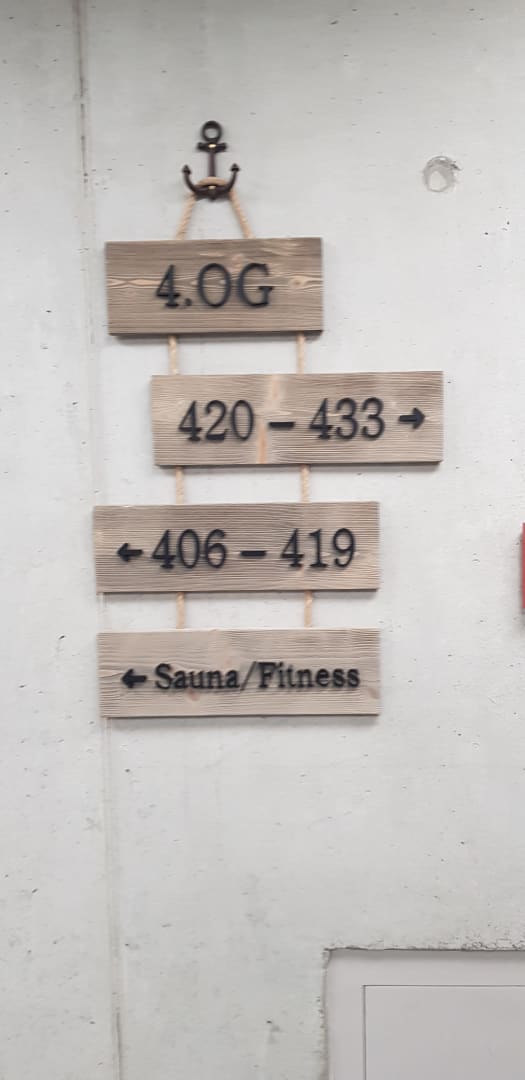 4.OG
420 – 433 →
← 406 – 419
← Sauna/Fitness